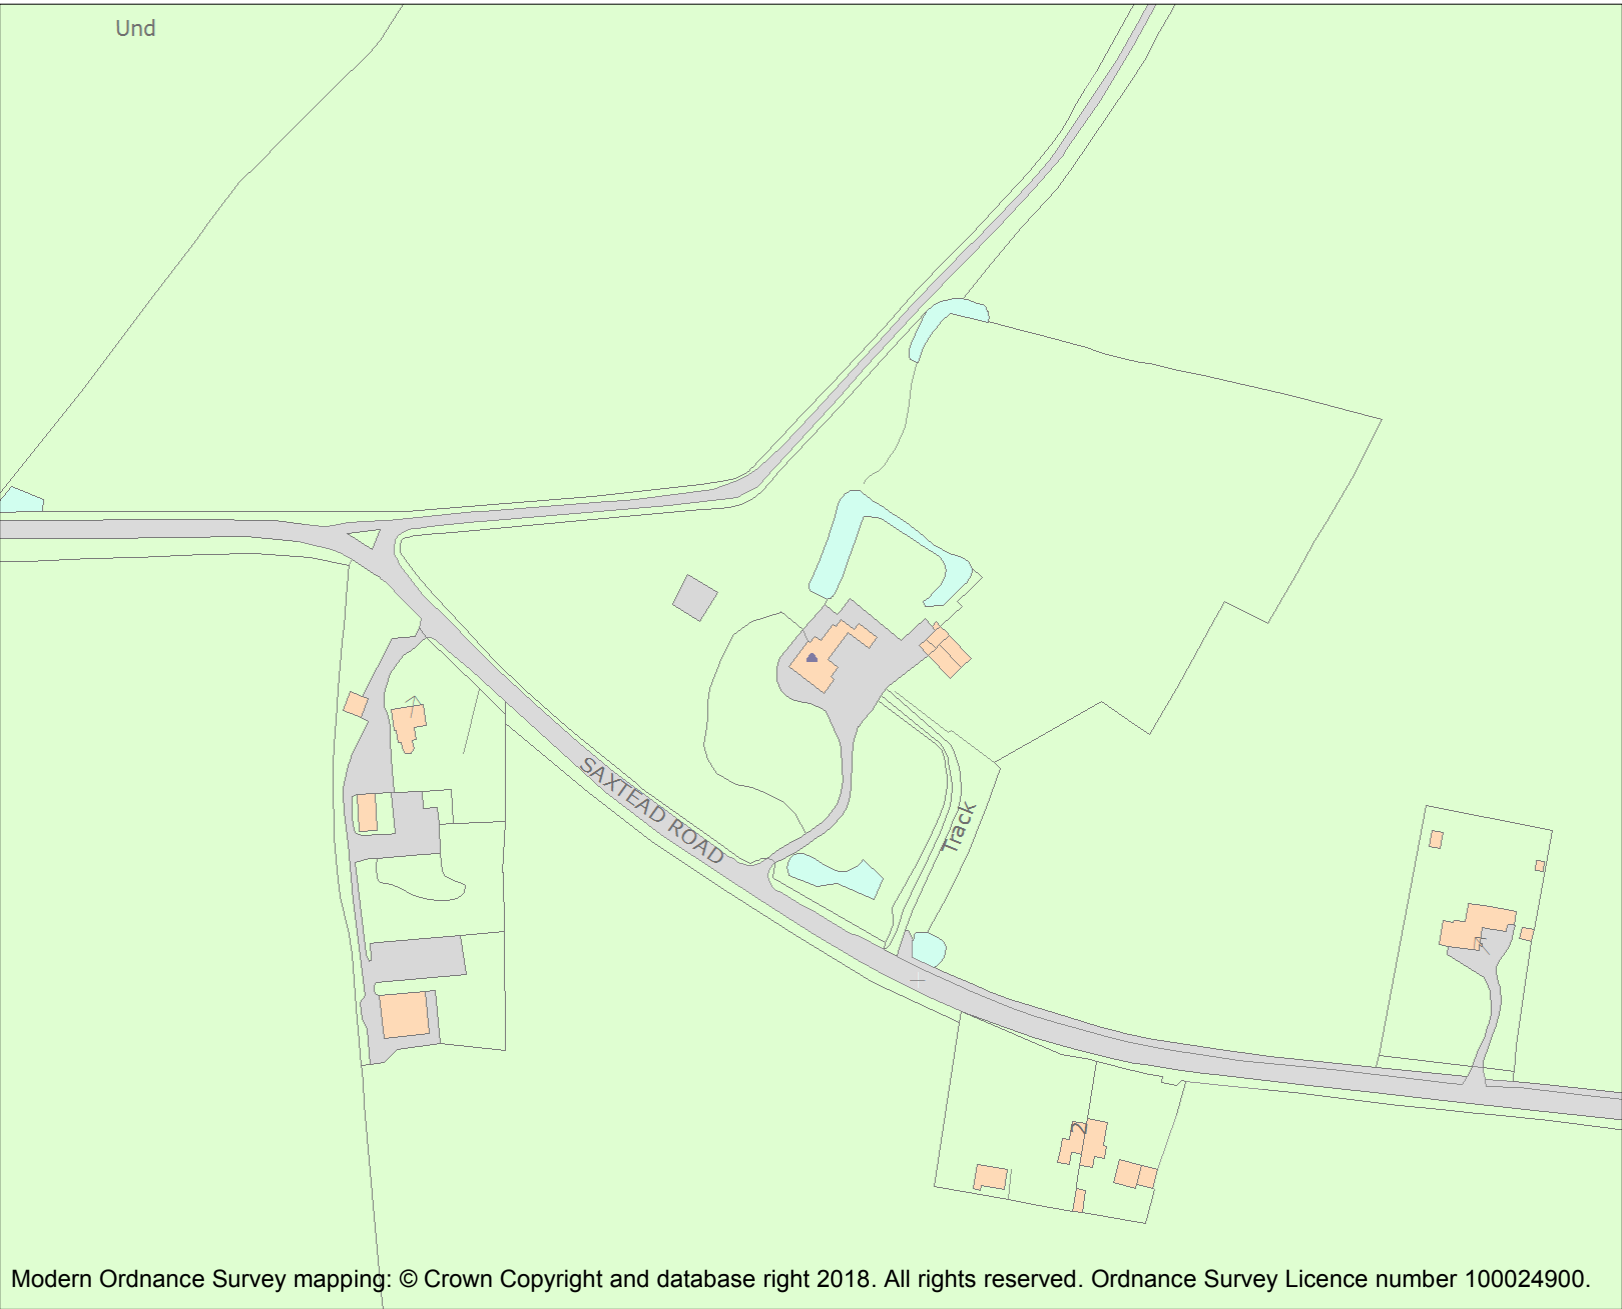 Und
SAXTEAD ROAD
Track
2
Modern Ordnance Survey mapping: © Crown Copyright and database right 2018. All rights reserved. Ordnance Survey Licence number 100024900.